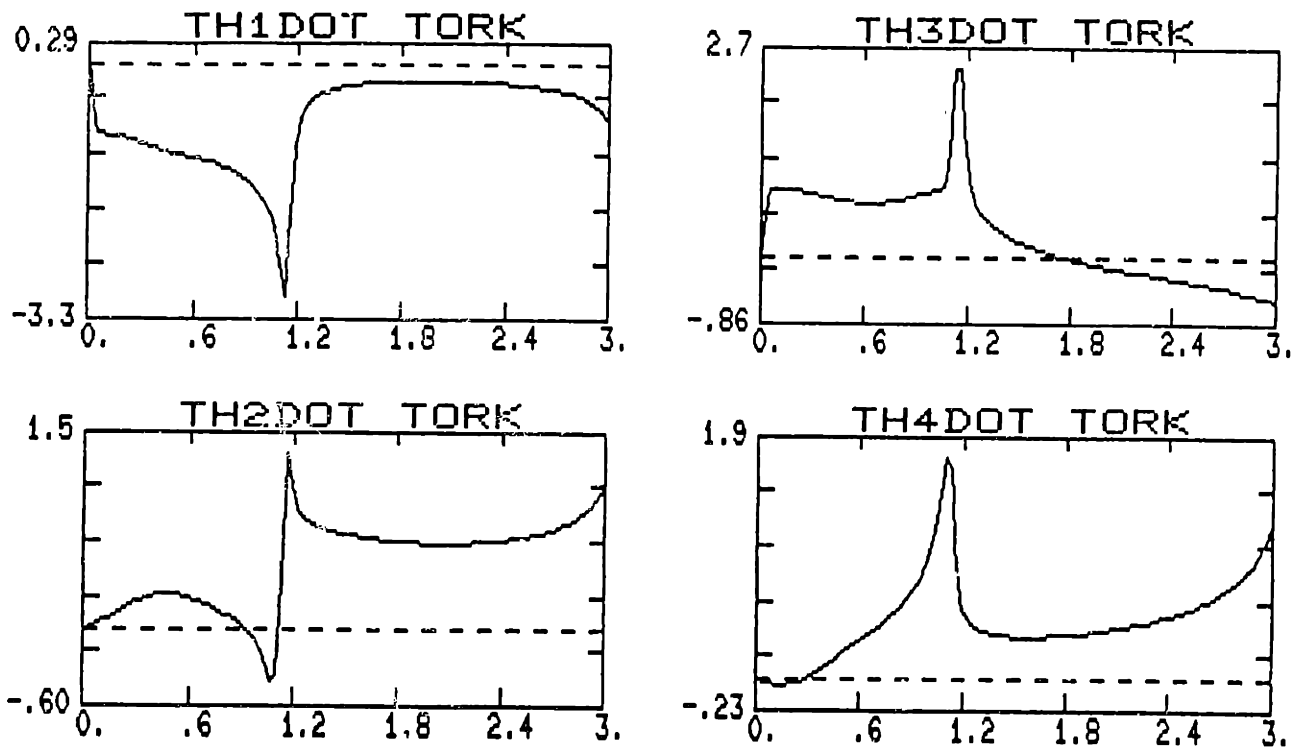 TH1DOT TORK
0.29
-3.3
0. .6 1.2 1.8 2.4 3.
TH3DOT TORK
2.7
-.86
0. .6 1.2 1.8 2.4 3.
TH2DOT TORK
1.5
-.60
0. .6 1.2 1.8 2.4 3.
TH4DOT TORK
1.9
-.23
0. .6 1.2 1.8 2.4 3.